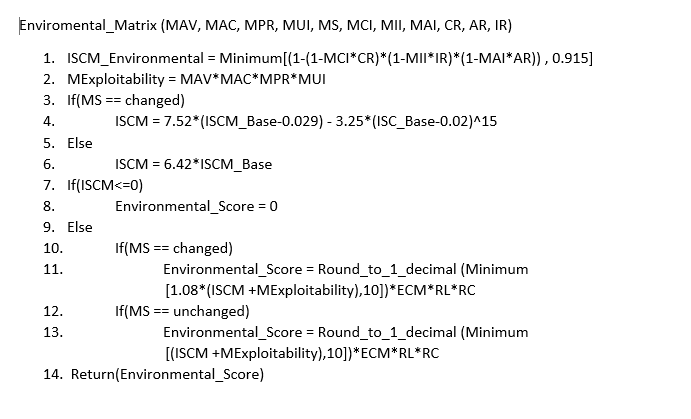 Enviromental_Matrix (MAV, MAC, MPR, MUI, MS, MCI, MII, MAI, CR, AR, IR)
1. ISCM_Environmental = Minimum[(1-(1-MCI*CR)*(1-MII*IR)*(1-MAI*AR)) , 0.915]
2. MExploitability = MAV*MAC*MPR*MUI
3. If(MS == changed)
4. ISCM = 7.52*(ISCM_Base-0.029) - 3.25*(ISC_Base-0.02)^15
5. Else
6. ISCM = 6.42*ISCM_Base
7. If(ISCM<=0)
8. Environmental_Score = 0
9. Else
10. If(MS == changed)
11. Environmental_Score = Round_to_1_decimal (Minimum
[1.08*(ISCM +MExploitability),10])*ECM*RL*RC
12. If(MS == unchanged)
13. Environmental_Score = Round_to_1_decimal (Minimum
[(ISCM +MExploitability),10])*ECM*RL*RC
14. Return(Environmental_Score)